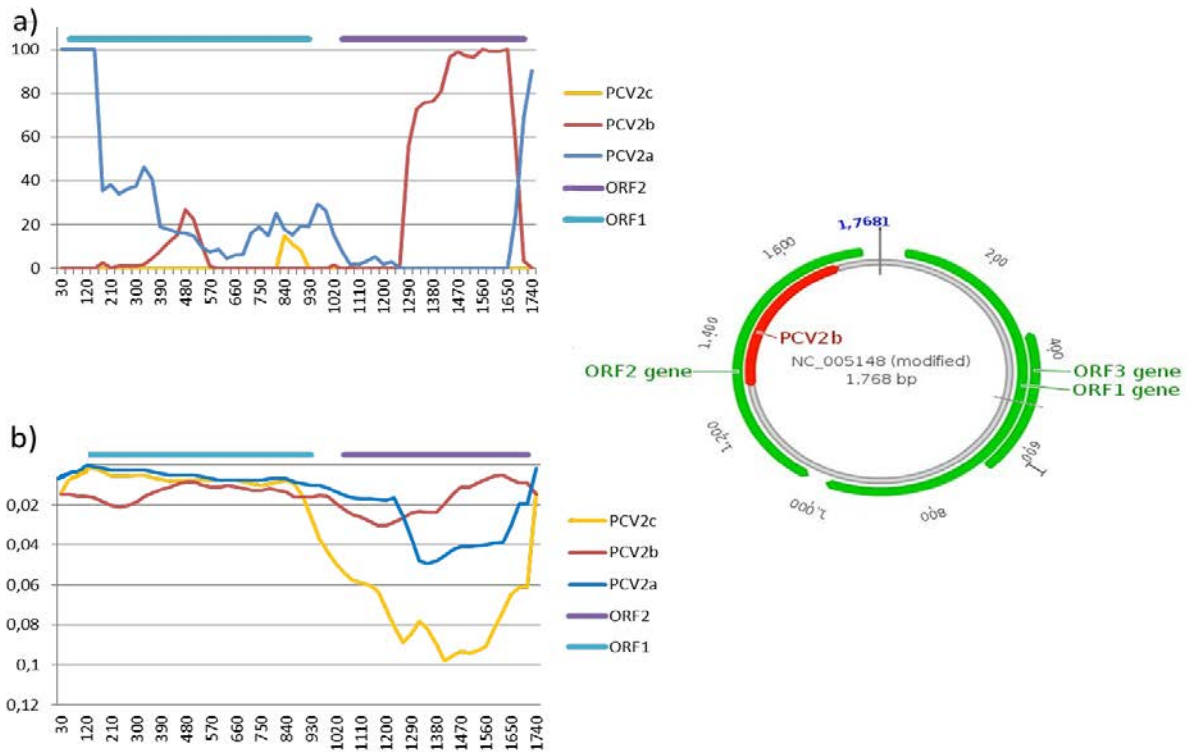 a)
100
80
60
40
20
0
30 120 210 300 390 480 570 660 750 840 930 1020 1110 1200 1290 1380 1470 1560 1650 1740
PCV2c
PCV2b
PCV2a
ORF2
ORF1
b)
0,02
0,04
0,06
0,08
0,1
0,12
30 120 210 300 390 480 570 660 750 840 930 1020 1110 1200 1290 1380 1470 1560 1650 1740
PCV2c
PCV2b
PCV2a
ORF2
ORF1
1,7681
200
400
600
800
1,000
1,200
1,400
1,600
PCV2b
NC_005148 (modified)
1,768 bp
ORF2 gene
ORF3 gene
ORF1 gene